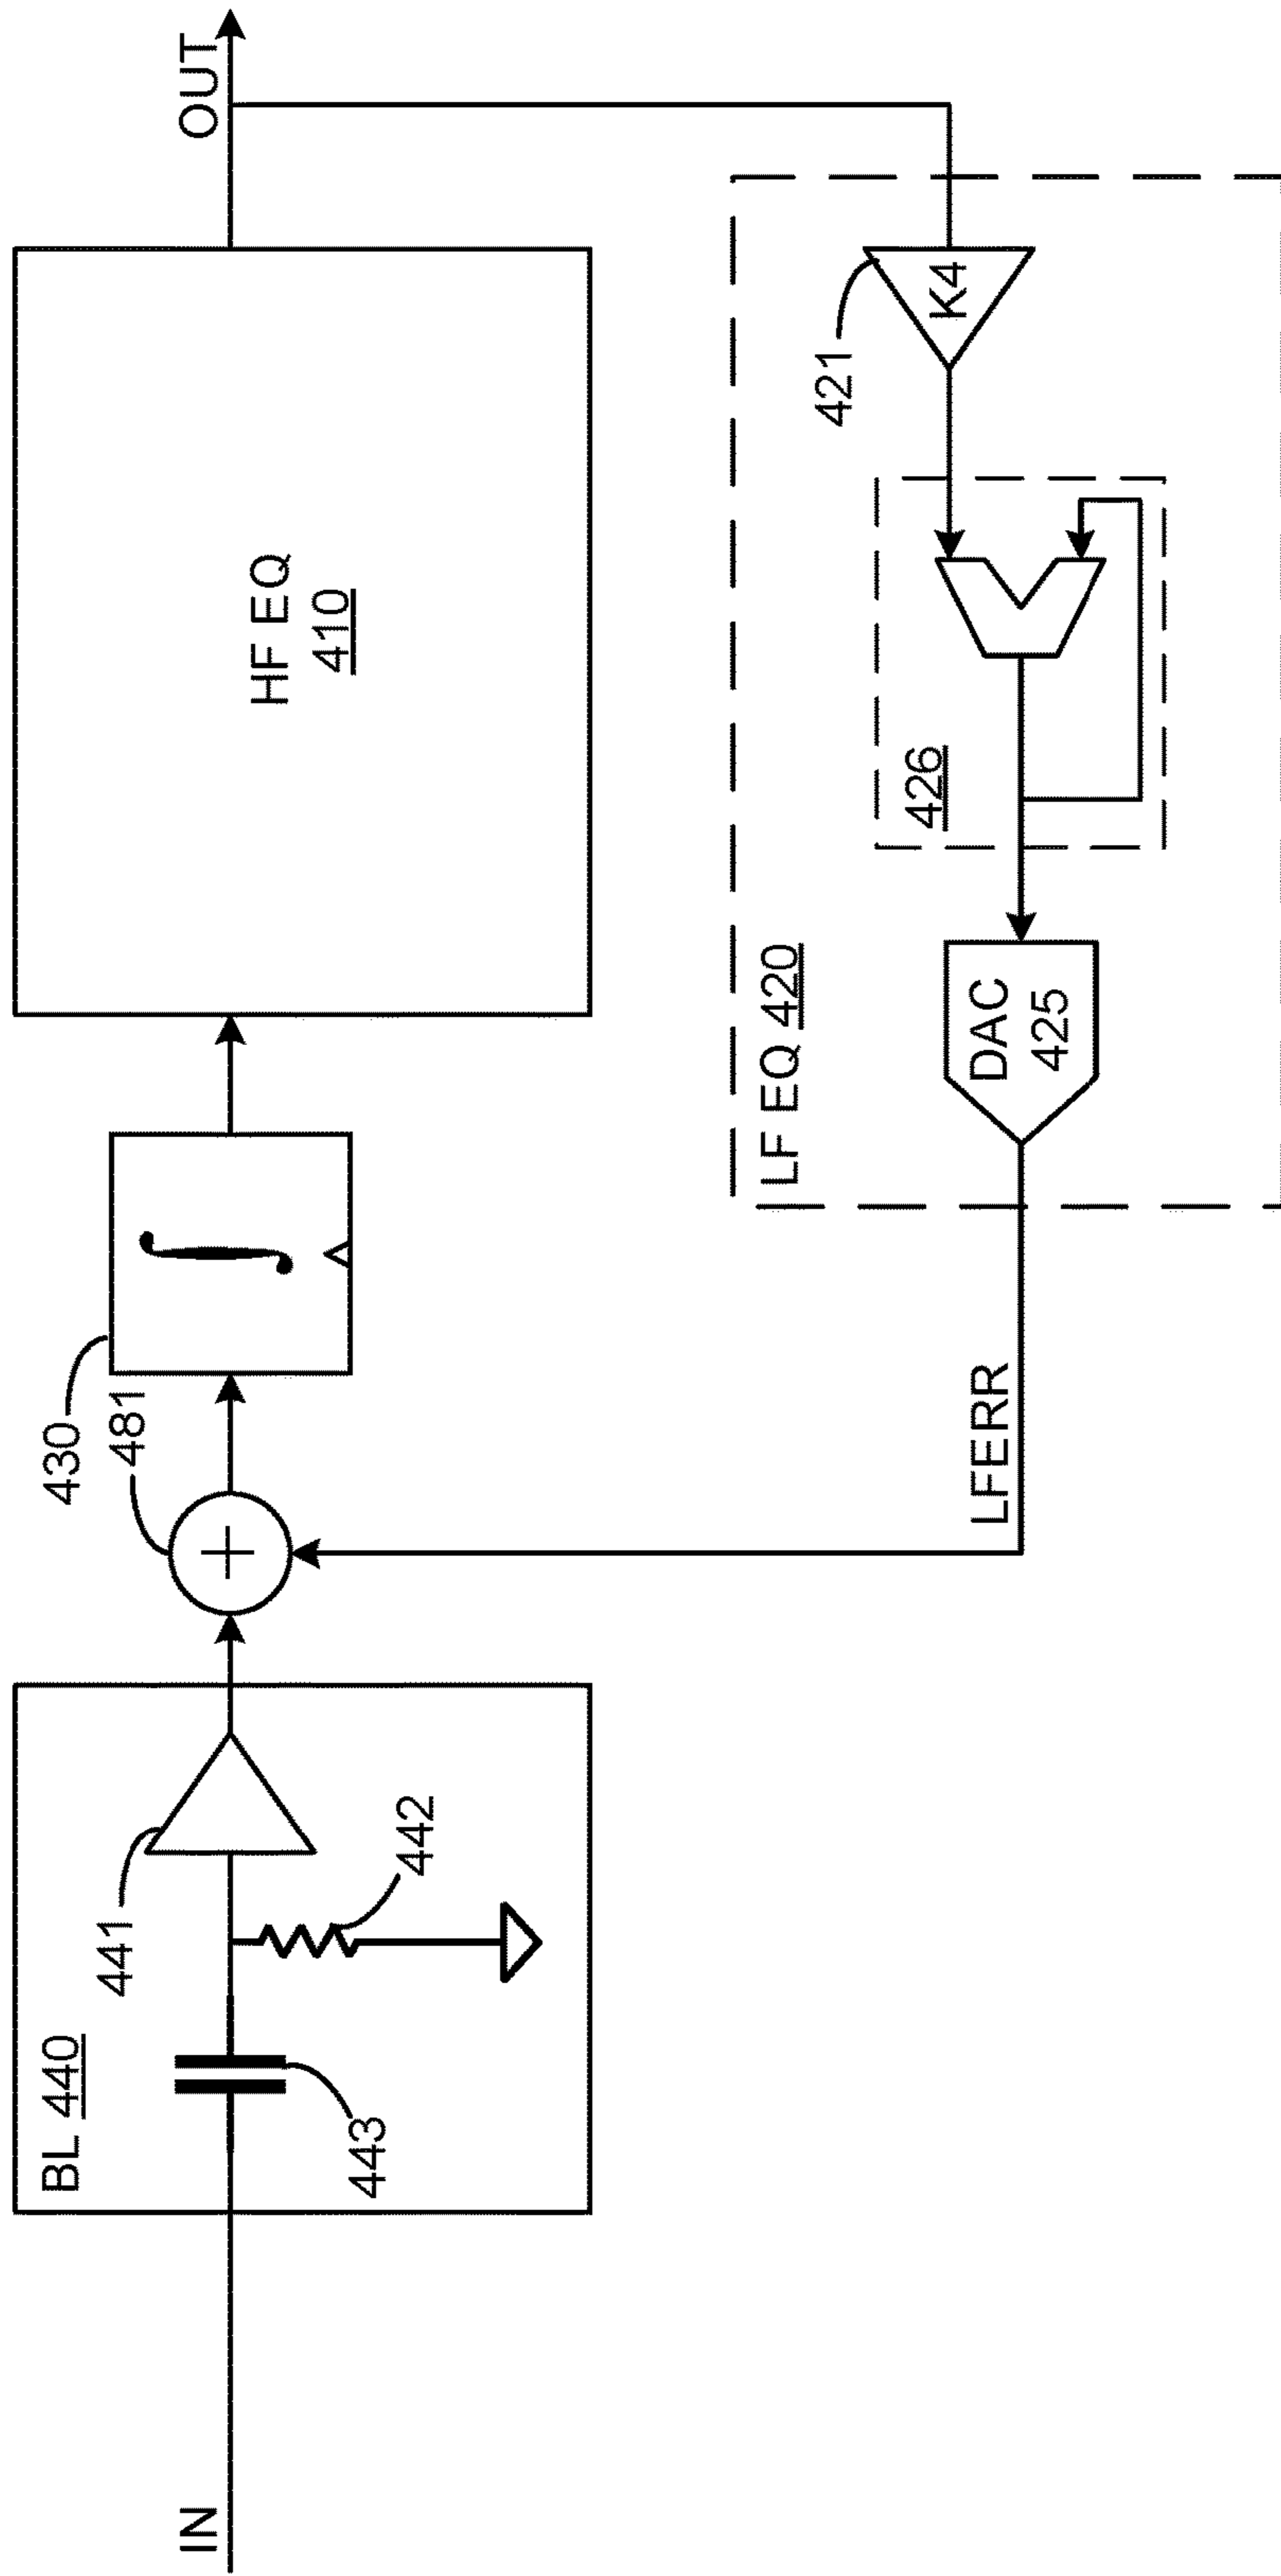 IN
BL 440
443
441
442
481
430
∫
HF EQ
410
OUT
LFERR
LF EQ 420
DAC
425
426
421
K4
+